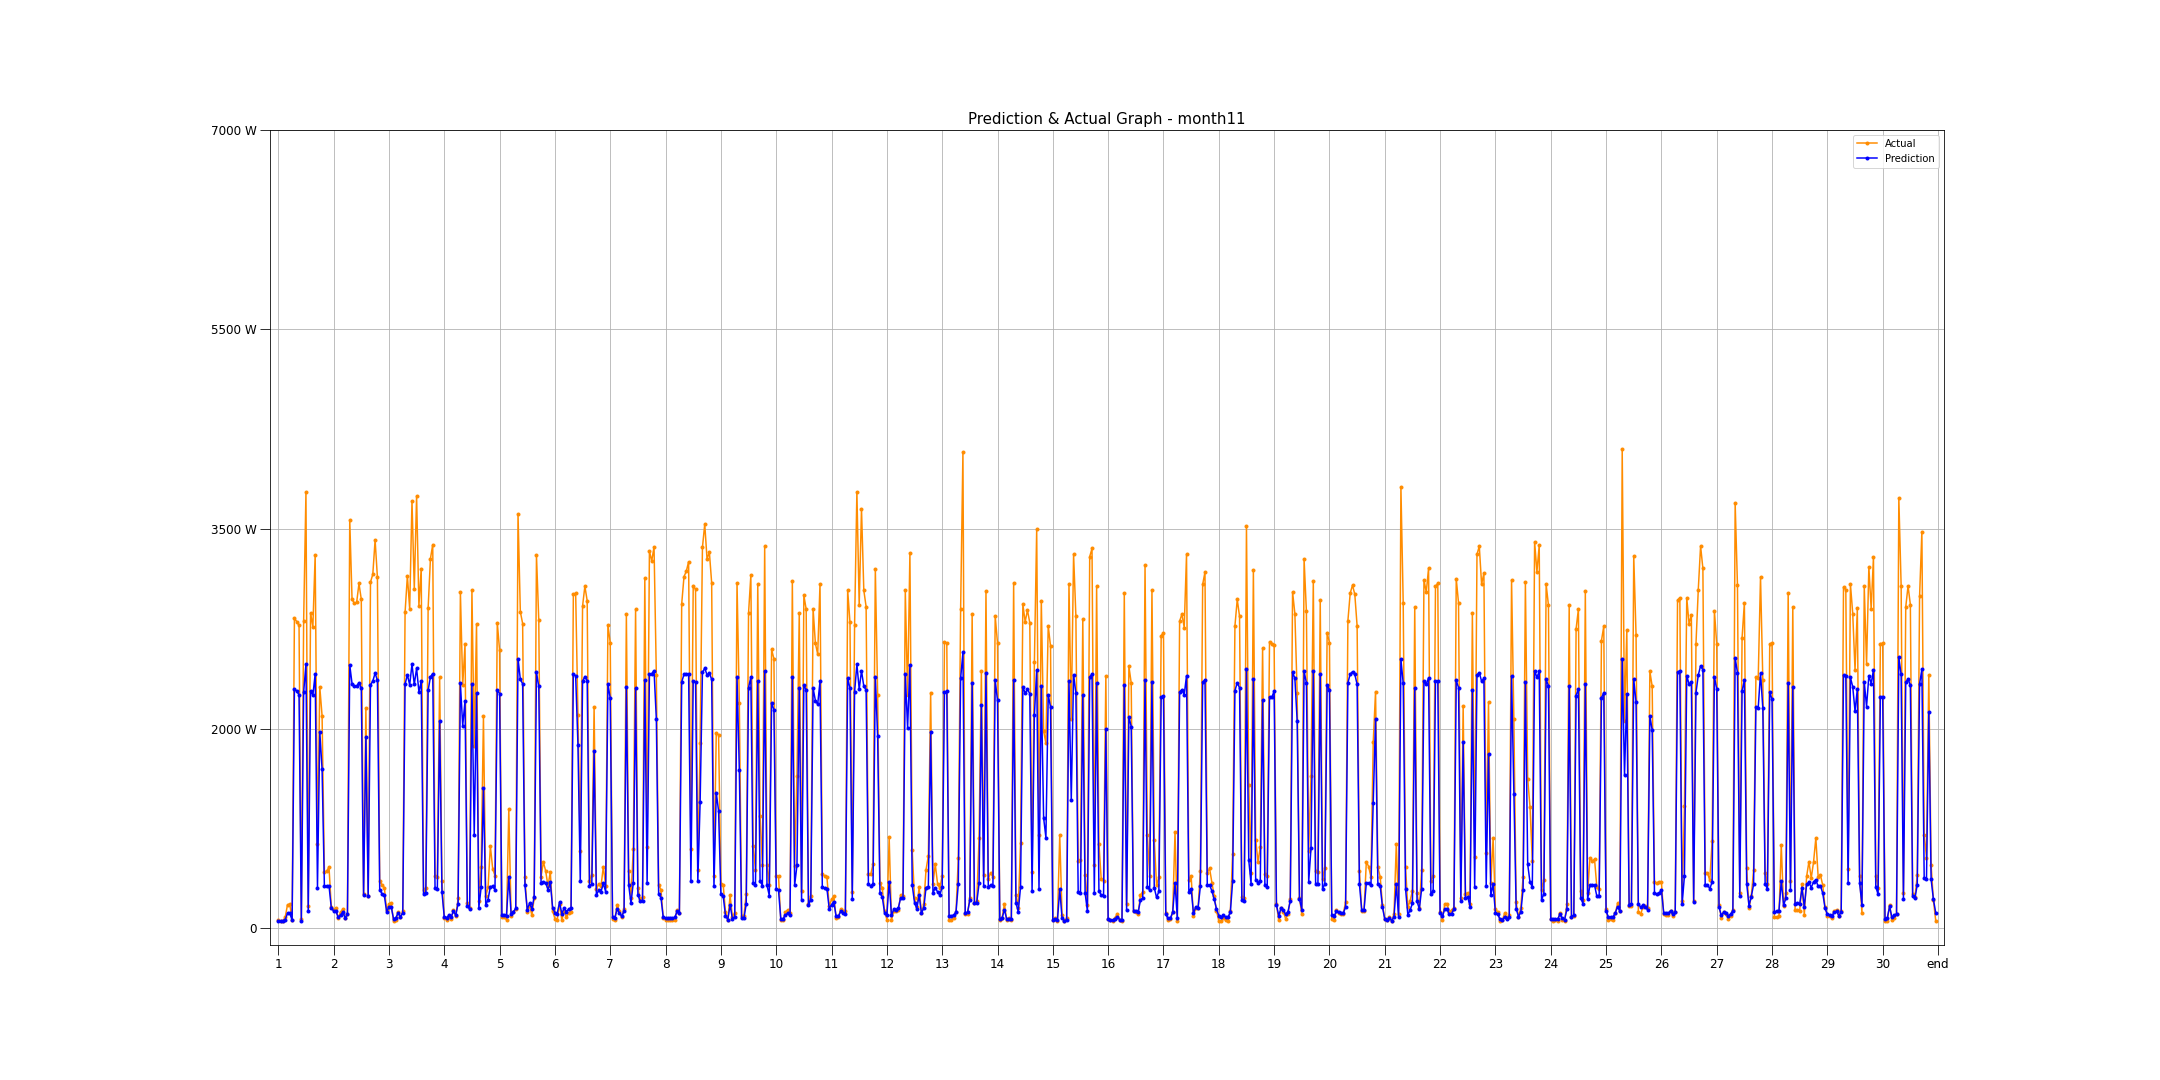 Prediction & Actual Graph - month11
7000 W
5500 W
3500 W
2000 W
0
Actual
Prediction
1 2 3 4 5 6 7 8 9 10 11 12 13 14 15 16 17 18 19 20 21 22 23 24 25 26 27 28 29 30 end